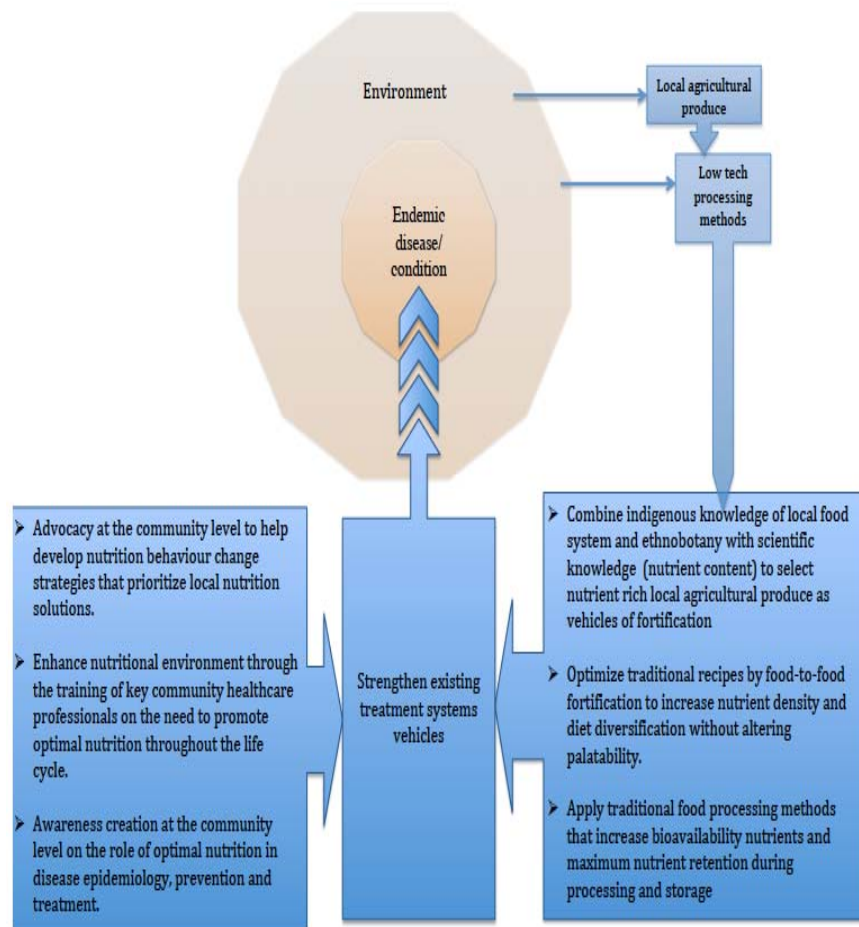 Environment
Local agricultural
produce
Low tech
processing
methods
Endemic
disease/
condition
➢ Advocacy at the community level to help
develop nutrition behaviour change
strategies that prioritize local nutrition
solutions.
➢ Enhance nutritional environment through
the training of key community healthcare
professionals on the need to promote
optimal nutrition throughout the life
cycle.
➢ Awareness creation at the community
level on the role of optimal nutrition in
disease epidemiology, prevention and
treatment.
Strengthen existing
treatment systems
vehicles
➢ Combine indigenous knowledge of local food
system and ethnobotany with scientific
knowledge (nutrient content) to select
nutrient rich local agricultural produce as
vehicles of fortification
➢ Optimize traditional recipes by food-to-food
fortification to increase nutrient density and
diet diversification without altering
palatability.
➢ Apply traditional food processing methods
that increase bioavailability nutrients and
maximum nutrient retention during
processing and storage